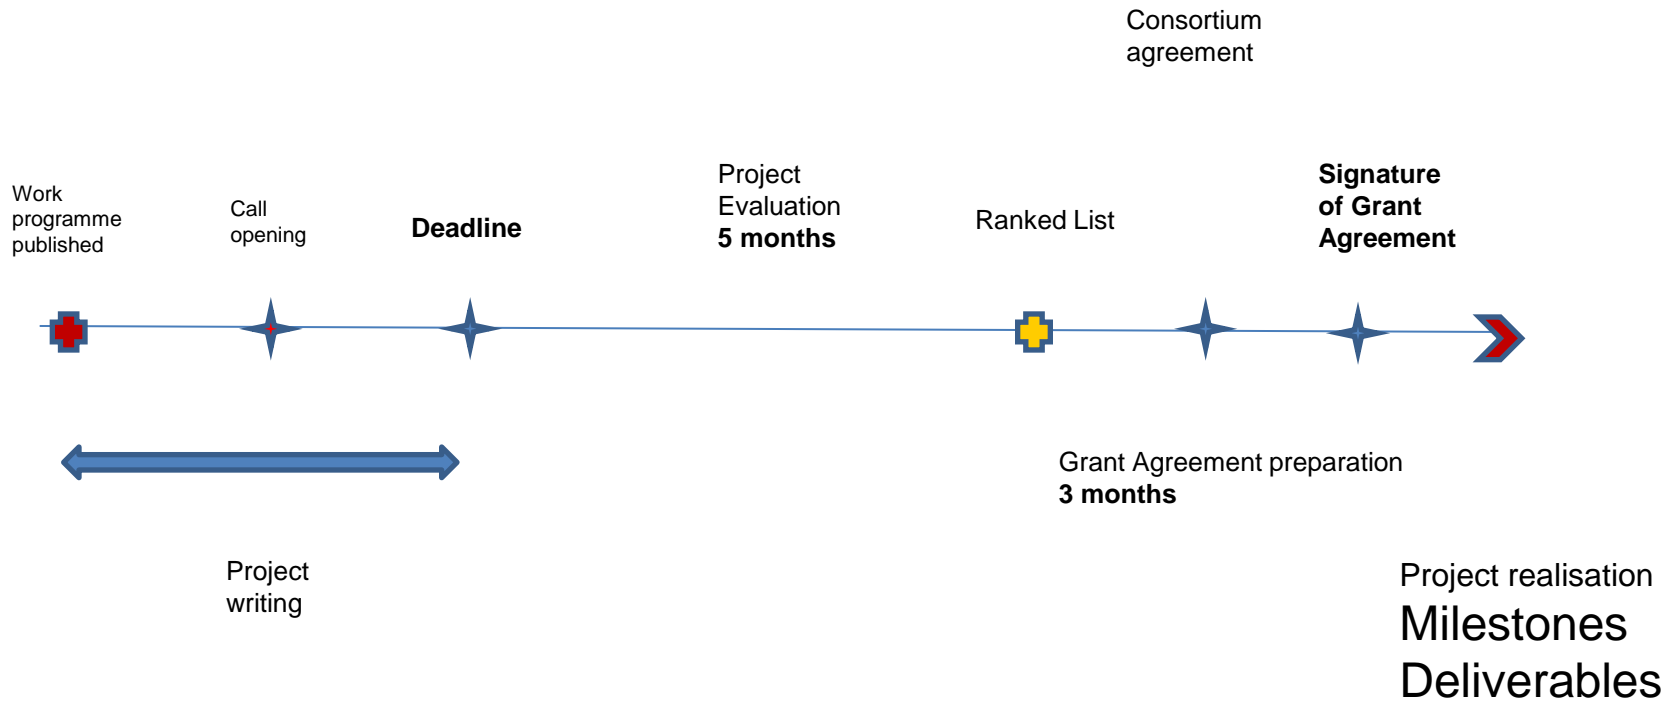 Consortium
agreement
Work
programme
published
Call
opening
Deadline
Project
Evaluation
5 months
Ranked List
Signature
of Grant
Agreement
Grant Agreement preparation
3 months
Project
writing
Project realisation
Milestones
Deliverables